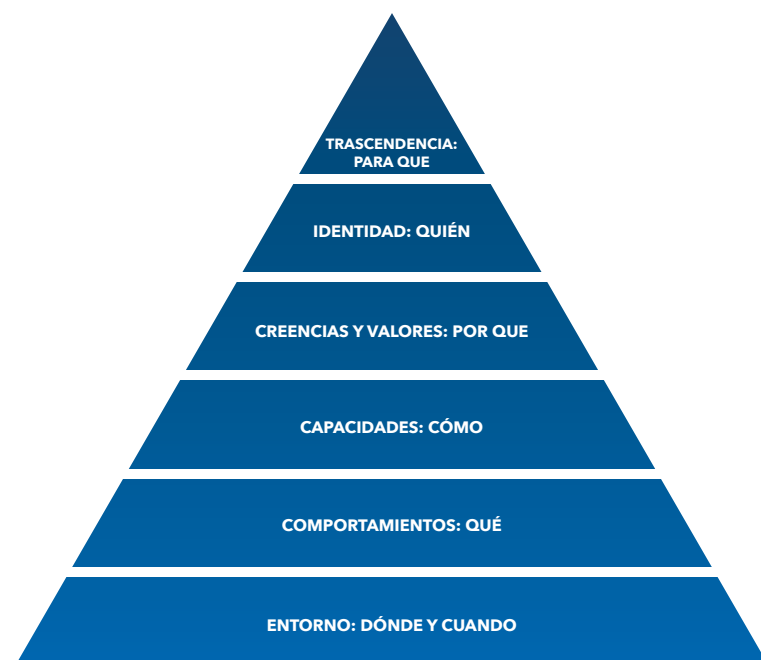 TRASCENDENCIA:
PARA QUE
IDENTIDAD: QUIÉN
CREENCIAS Y VALORES: POR QUE
CAPACIDADES: CÓMO
COMPORTAMIENTOS: QUÉ
ENTORNO: DÓNDE Y CUANDO